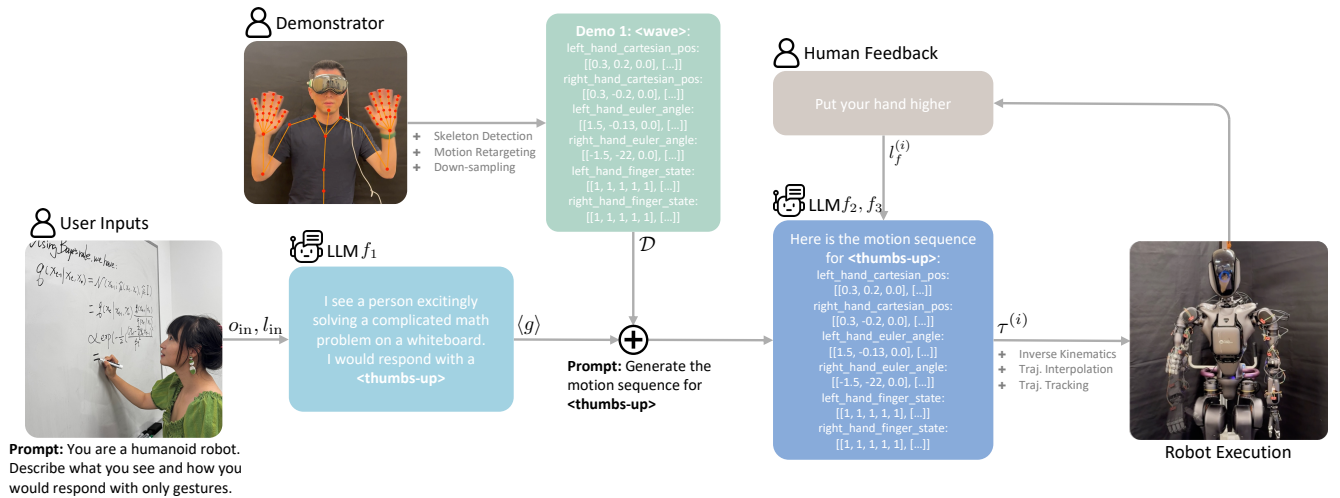 Demonstrator
+ Skeleton Detection
+ Motion Retargeting
+ Down-sampling
Demo 1: <wave>:
left_hand_cartesian_pos:
[[0.3, 0.2, 0.0], […]]
right_hand_cartesian_pos:
[[0.3, -0.2, 0.0], […]]
left_hand_euler_angle:
[[1.5, -0.13, 0.0], […]]
right_hand_euler_angle:
[[-1.5, -22, 0.0], […]]
left_hand_finger_state:
[[1, 1, 1, 1, 1], […]]
right_hand_finger_state:
[[1, 1, 1, 1, 1], […]]
𝒟
Human Feedback
Put your hand higher
l_f^{(i)}
User Inputs
Using Bayes rule we have:
Prompt: You are a humanoid robot.
Describe what you see and how you
would respond with only gestures.
o_in, l_in
LLM f_1
I see a person excitingly
solving a complicated math
problem on a whiteboard.
I would respond with a
<thumbs-up>
⟨g⟩
Prompt: Generate the
motion sequence for
<thumbs-up>
LLM f_2, f_3
Here is the motion sequence
for <thumbs-up>:
left_hand_cartesian_pos:
[[0.3, 0.2, 0.0], […]]
right_hand_cartesian_pos:
[[0.3, -0.2, 0.0], […]]
left_hand_euler_angle:
[[1.5, -0.13, 0.0], […]]
right_hand_euler_angle:
[[-1.5, -22, 0.0], […]]
left_hand_finger_state:
[[1, 1, 1, 1, 1], […]]
right_hand_finger_state:
[[1, 1, 1, 1, 1], […]]
τ^{(i)}
+ Inverse Kinematics
+ Traj. Interpolation
+ Traj. Tracking
Robot Execution